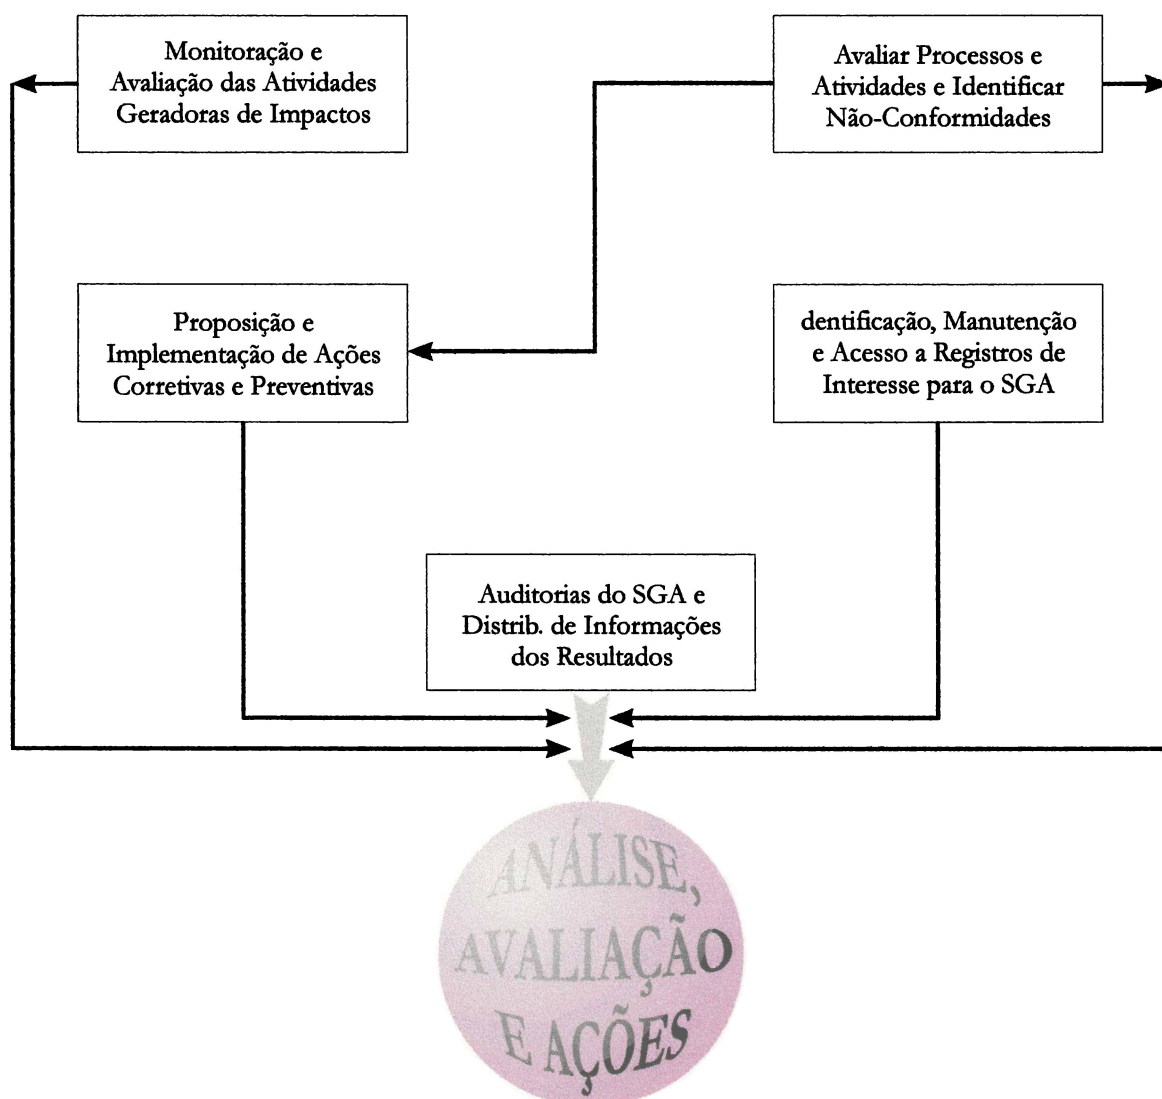 Monitoração e
Avaliação das Atividades
Geradoras de Impactos
Avaliar Processos e
Atividades e Identificar
Não-Conformidades
Proposição e
Implementação de Ações
Corretivas e Preventivas
dentificação, Manutenção
e Acesso a Registros de
Interesse para o SGA
Auditorias do SGA e
Distrib. de Informações
dos Resultados
ANÁLISE,
AVALIAÇÃO
E AÇÕES